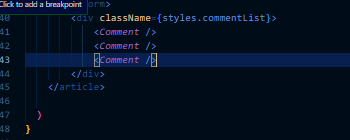 Click to add a breakpoint orm>
40 <div className={styles.commentList}>
41 <Comment />
42 <Comment />
43 <Comment />
44 </div>
45 </article>
46
47 )
48 }